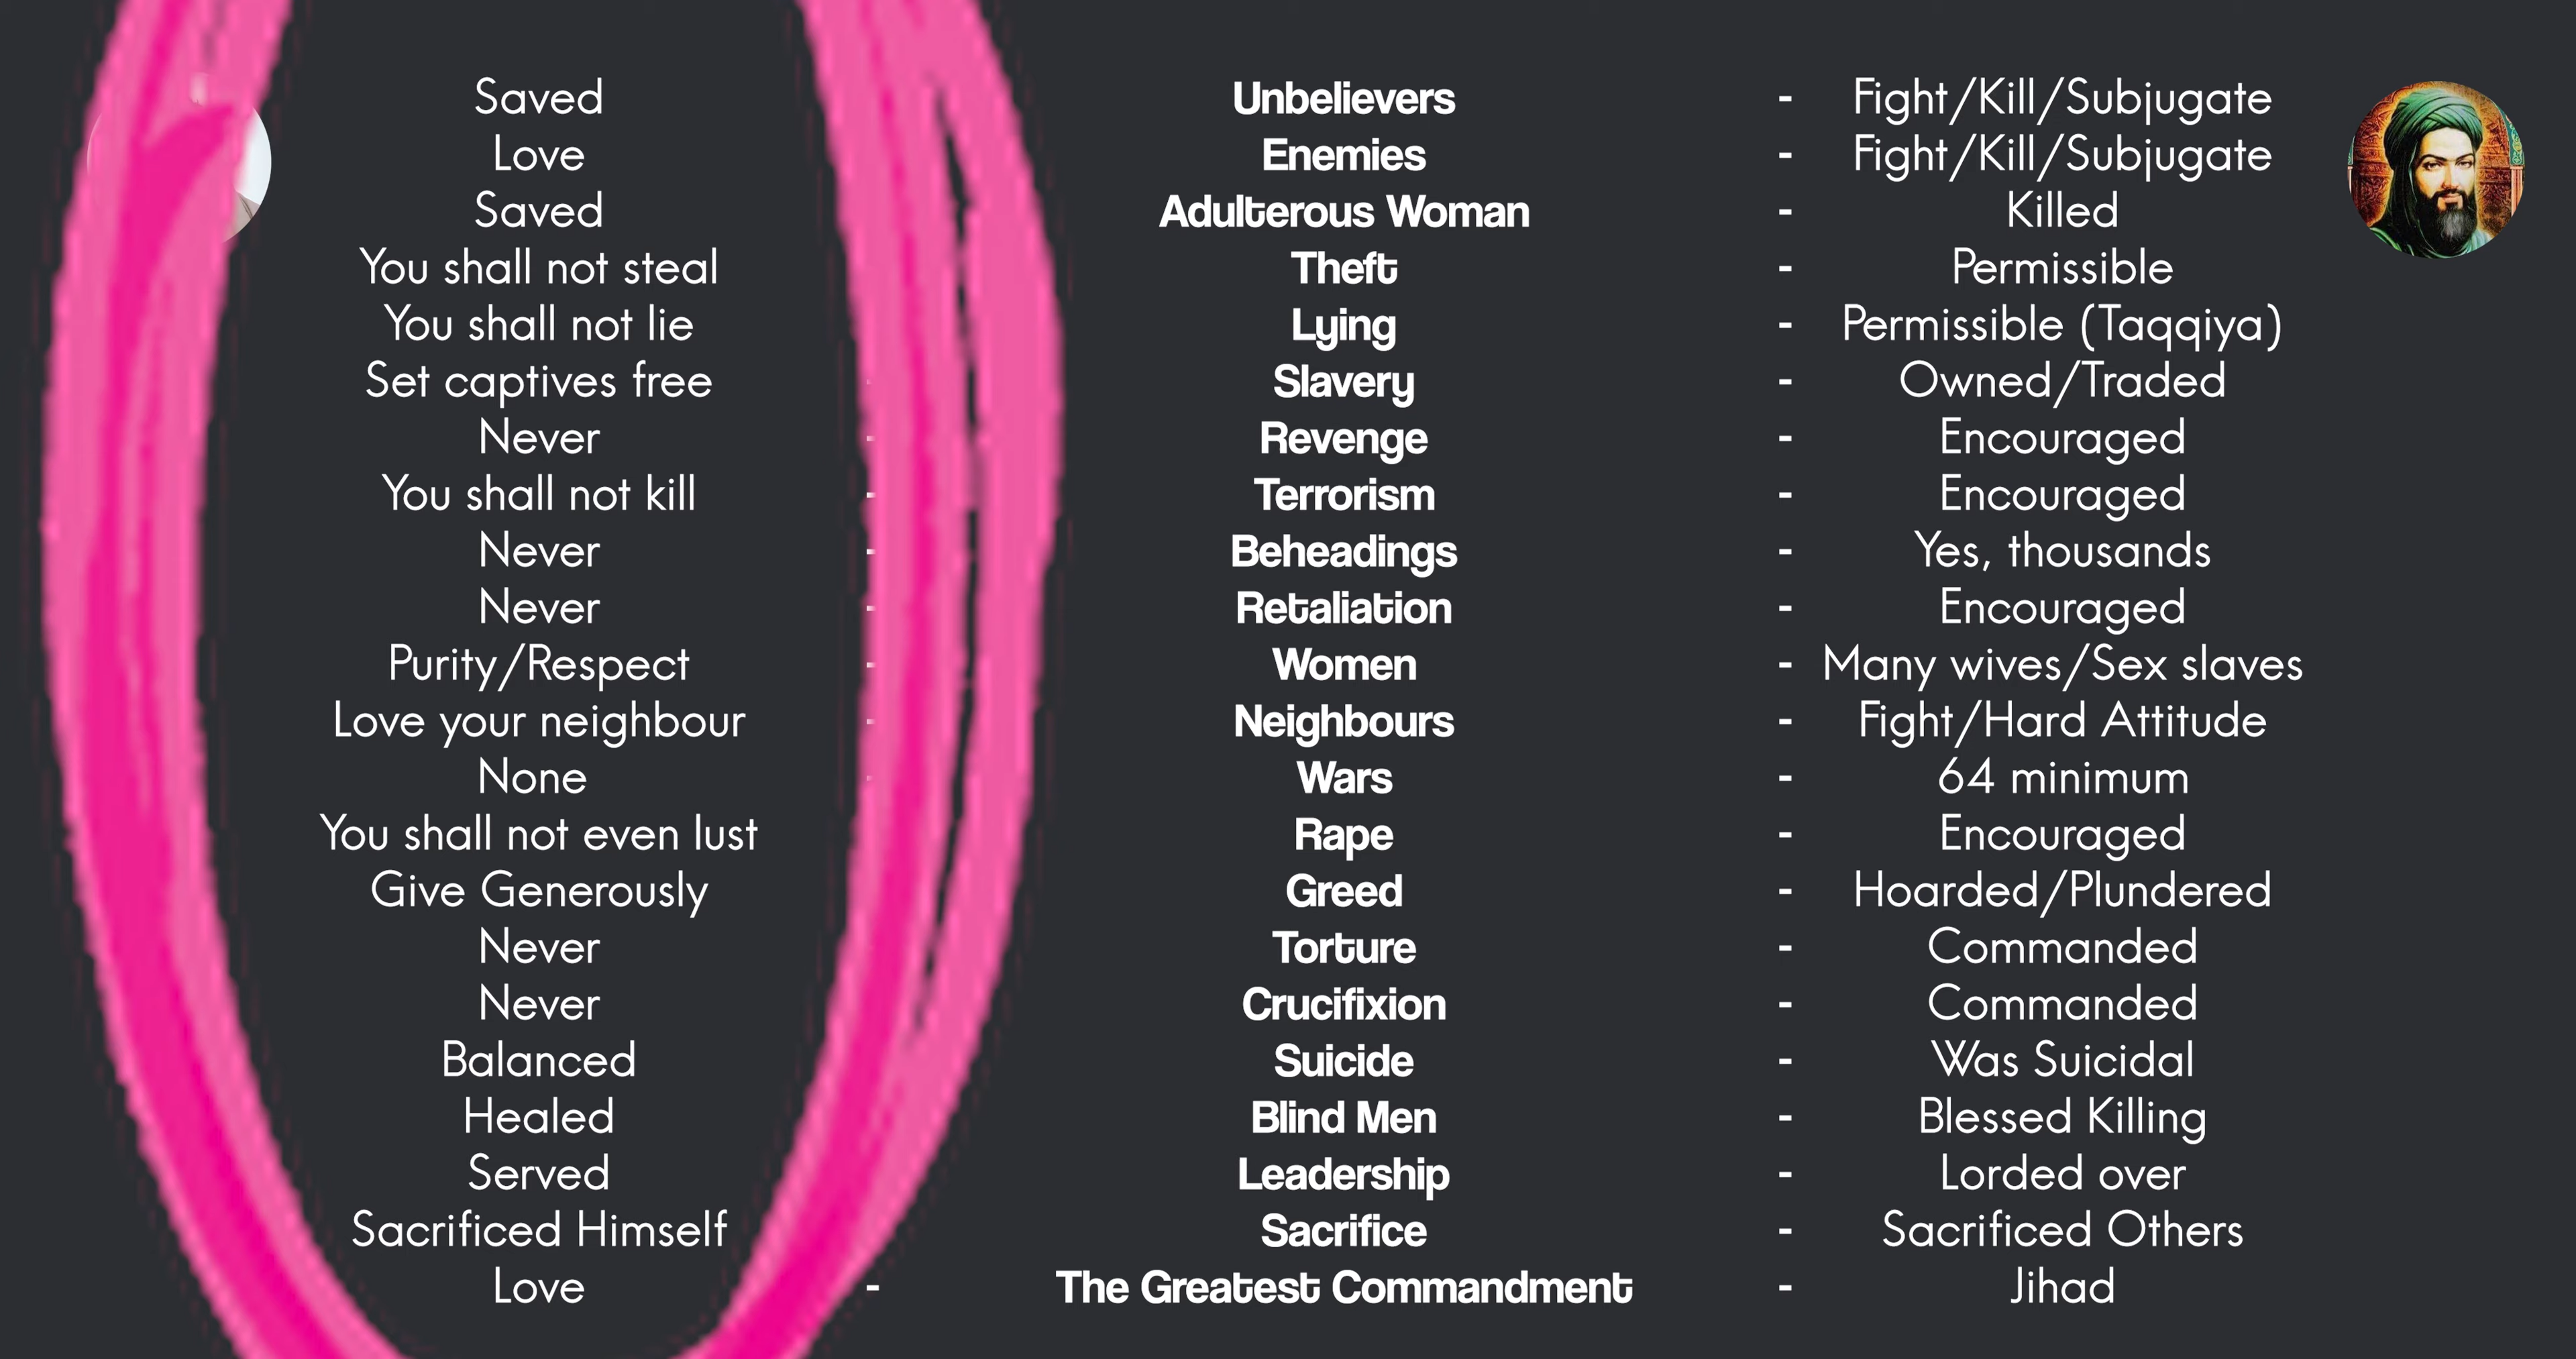 Saved Unbelievers - Fight/Kill/Subjugate
Love Enemies - Fight/Kill/Subjugate
Saved Adulterous Woman - Killed
You shall not steal Theft - Permissible
You shall not lie Lying - Permissible (Taqqiya)
Set captives free Slavery - Owned/Traded
Never - Revenge - Encouraged
You shall not kill - Terrorism - Encouraged
Never - Beheadings - Yes, thousands
Never - Retaliation - Encouraged
Purity/Respect - Women - Many wives/Sex slaves
Love your neighbour - Neighbours - Fight/Hard Attitude
None - Wars - 64 minimum
You shall not even lust Rape - Encouraged
Give Generously Greed - Hoarded/Plundered
Never Torture - Commanded
Never Crucifixion - Commanded
Balanced Suicide - Was Suicidal
Healed Blind Men - Blessed Killing
Served Leadership - Lorded over
Sacrificed Himself Sacrifice - Sacrificed Others
Love - The Greatest Commandment - Jihad